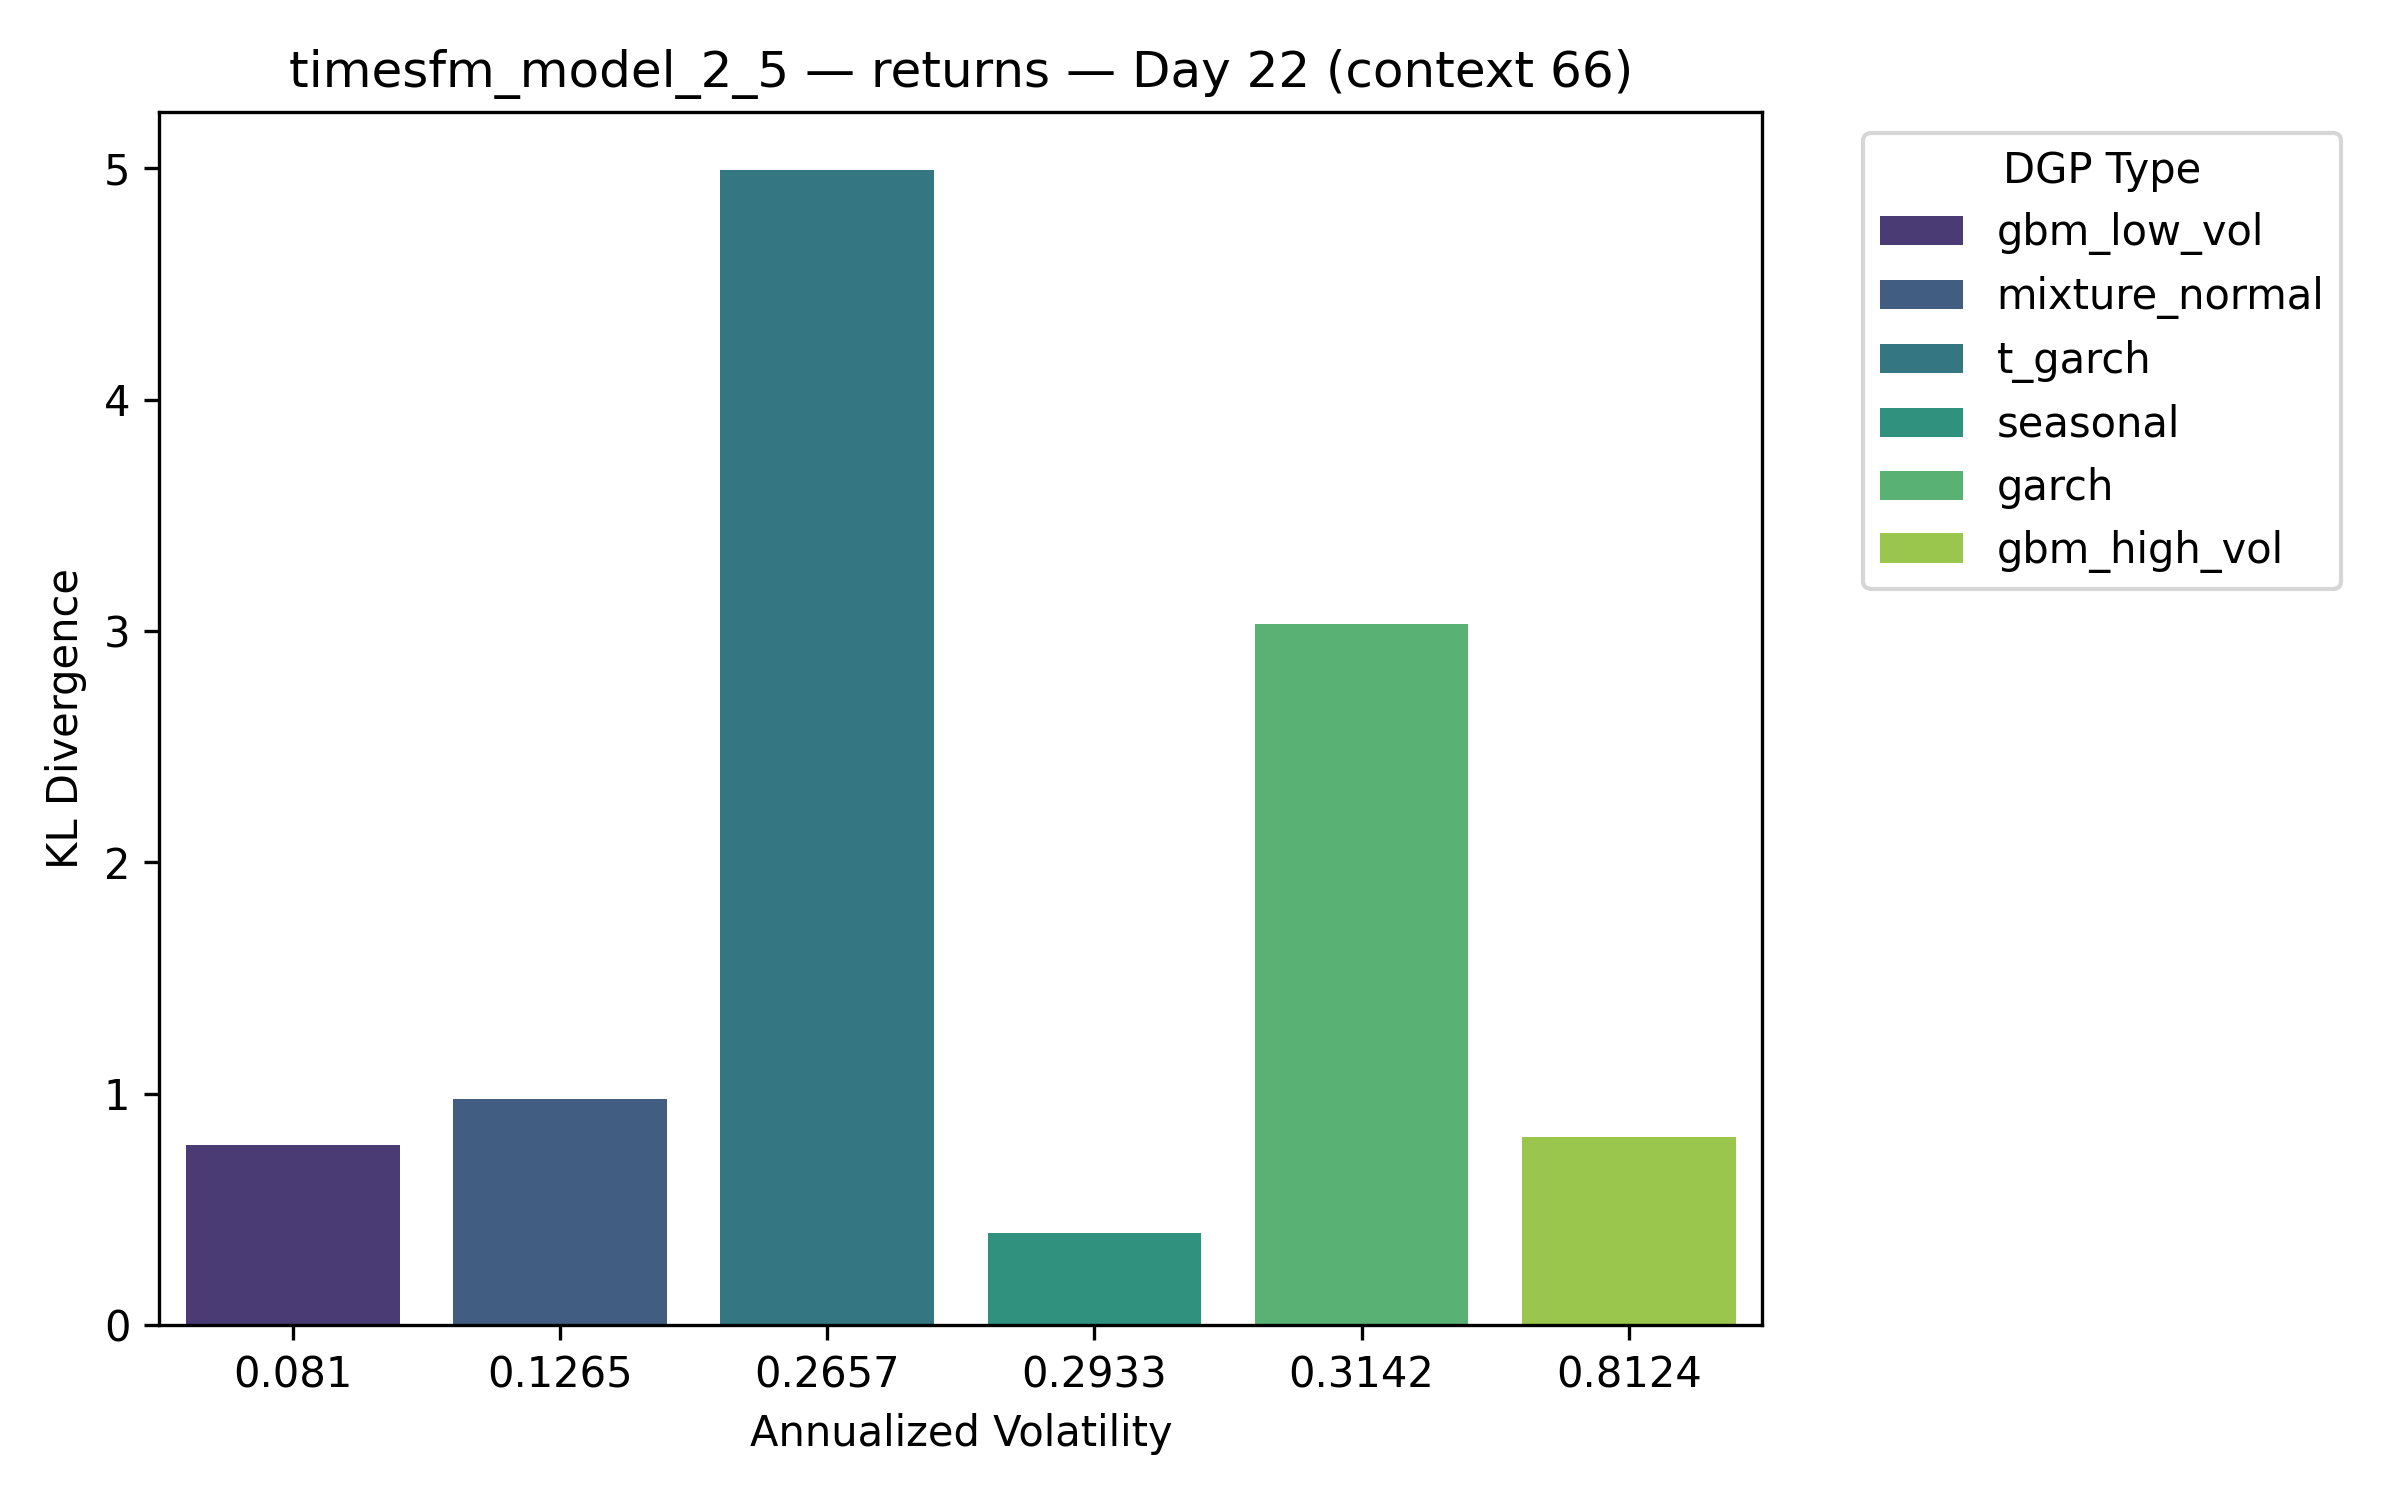 timesfm_model_2_5 — returns — Day 22 (context 66)
DGP Type
gbm_low_vol
mixture_normal
t_garch
seasonal
garch
gbm_high_vol
KL Divergence
5
4
3
2
1
0
0.081 0.1265 0.2657 0.2933 0.3142 0.8124
Annualized Volatility